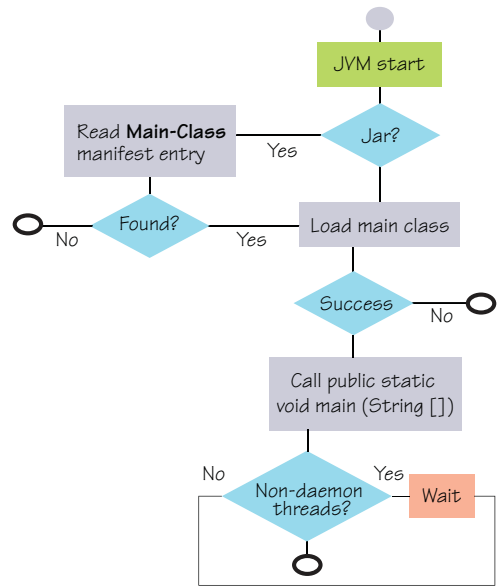 JVM start
Jar?
Yes
Read Main-Class
manifest entry
Found?
No
Yes
Load main class
Success
No
Call public static
void main (String [])
No
Yes
Non-daemon
threads?
Wait